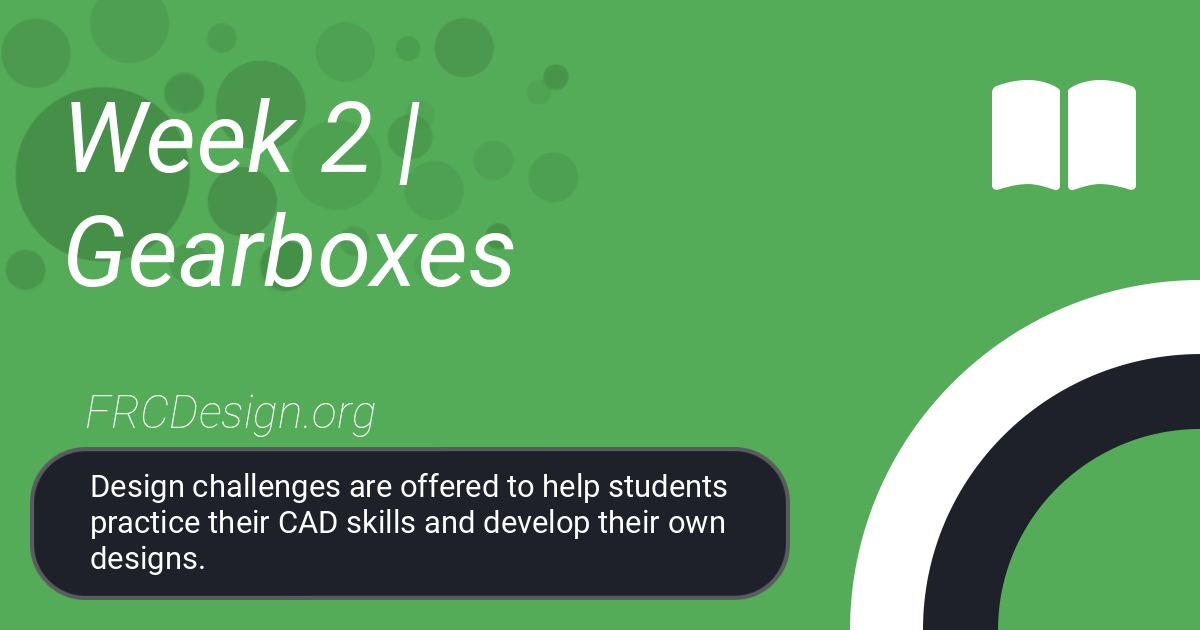 Week 2 |
Gearboxes
FRCDesign.org
Design challenges are offered to help students
practice their CAD skills and develop their own
designs.